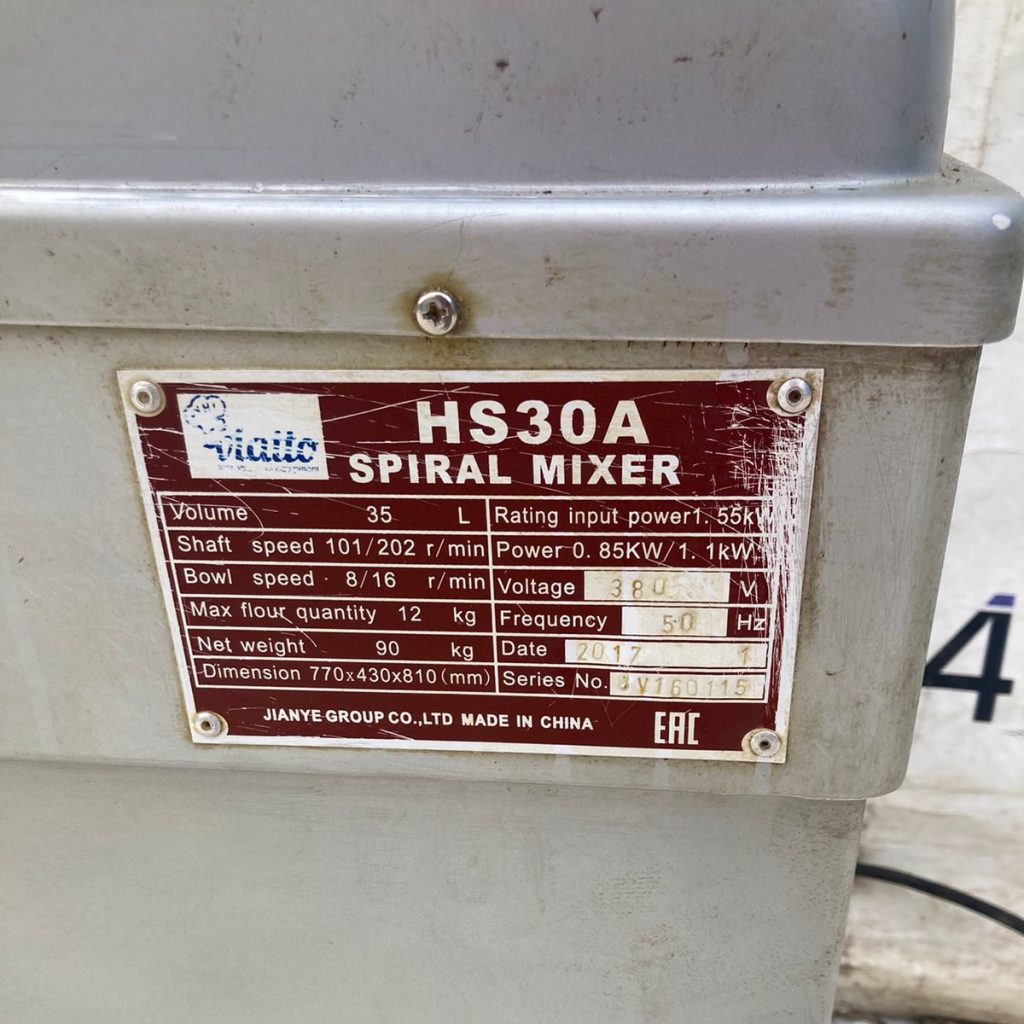 viaito
HS30A
SPIRAL MIXER
Volume 35 L
Shaft speed 101/202 r/min
Bowl speed 8/16 r/min
Max flour quantity 12 kg
Net weight 90 kg
Dimension 770x430x810(mm)
Rating input power1.55kW
Power 0.85KW/1.1kW
Voltage 380 V
Frequency 50 Hz
Date 2017 1
Series No. JV160115
JIANYE GROUP CO.,LTD MADE IN CHINA
EAC
4